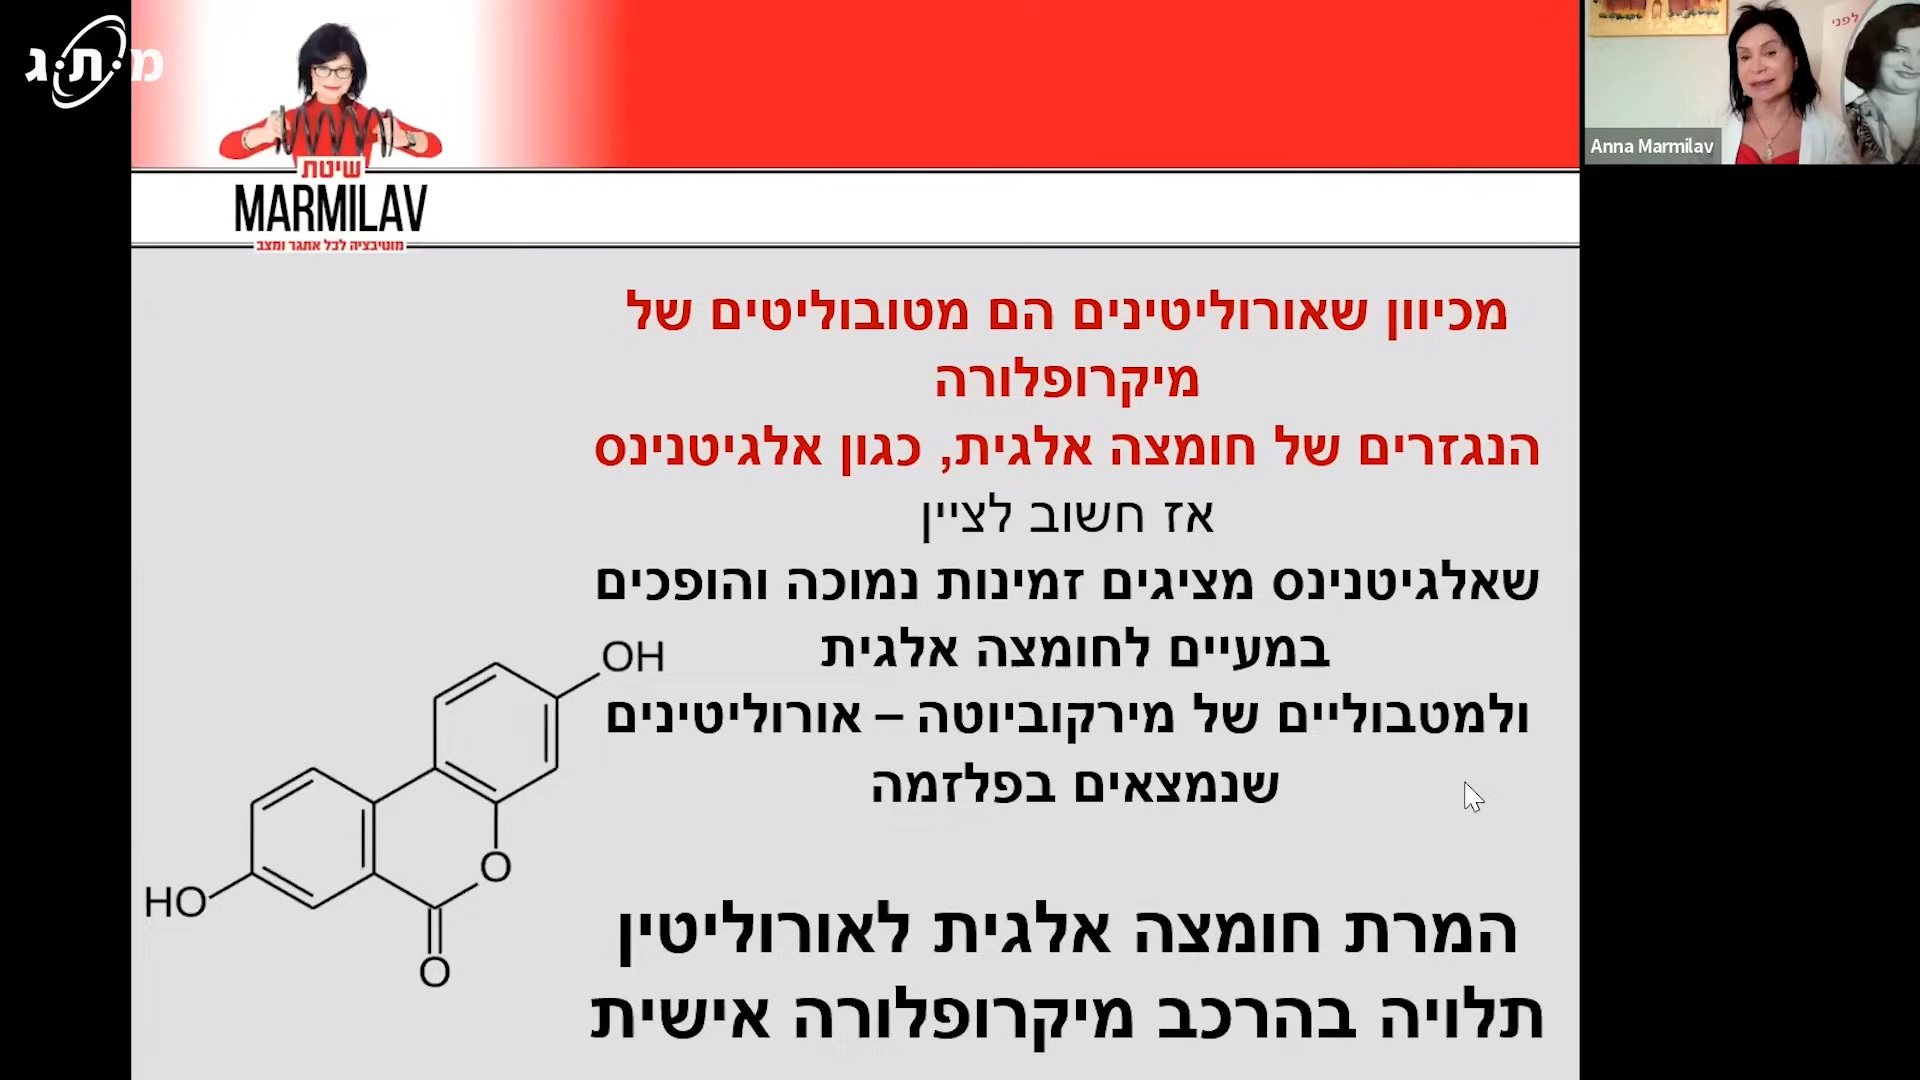 מ.ת.ג
שיטת
MARMILAV
מוטיבציה לכל אתגר ומצב
לפני
Anna Marmilav
מכיוון שאורוליטינים הם מטובוליטים של
מיקרופלורה
הנגזרים של חומצה אלגית, כגון אלגיטנינס
אז חשוב לציין
שאלגיטנינס מציגים זמינות נמוכה והופכים
במעיים לחומצה אלגית
ולמטבוליים של מירקוביוטה – אורוליטינים
שנמצאים בפלזמה
המרת חומצה אלגית לאורוליטין
תלויה בהרכב מיקרופלורה אישית
OH
O
HO
O